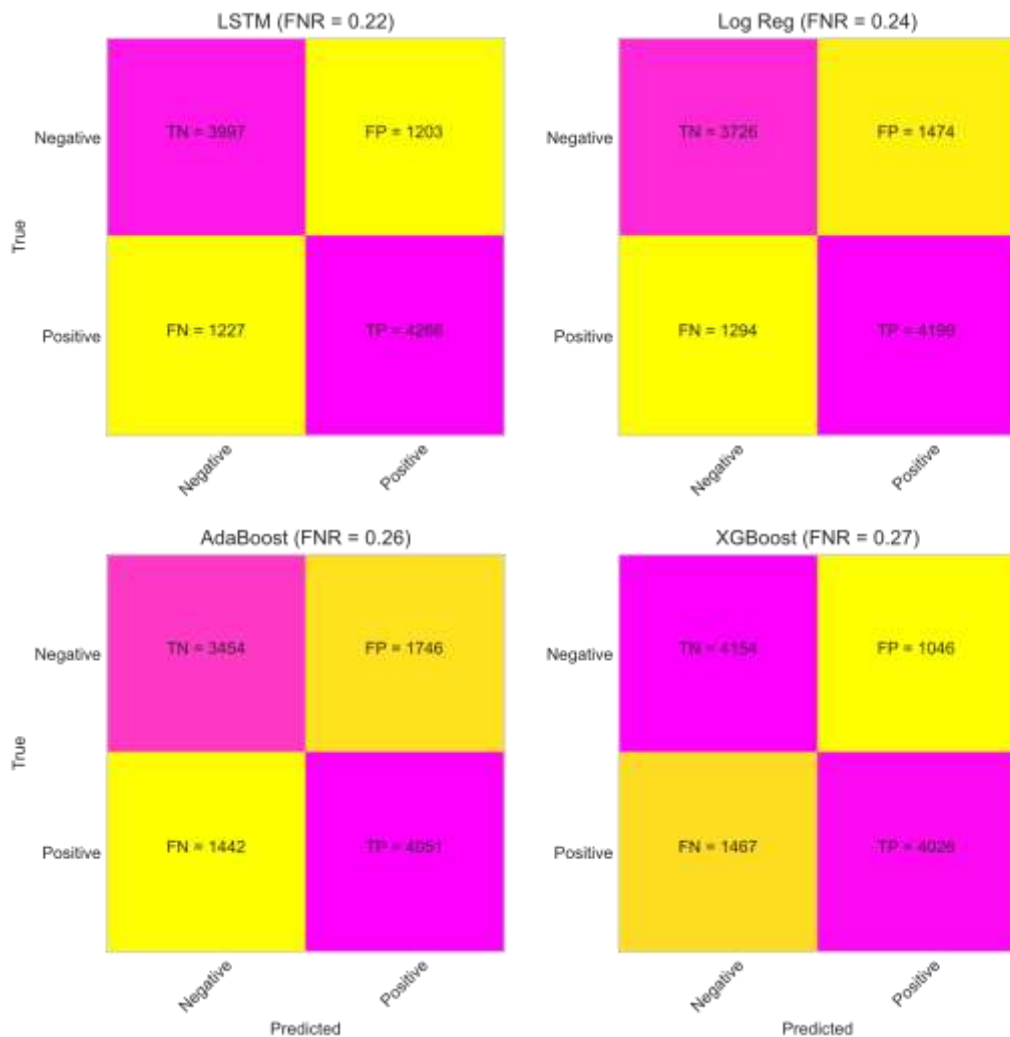 LSTM (FNR = 0.22)
Log Reg (FNR = 0.24)
Negative
TN = 3997
FP = 1203
Negative
TN = 3726
FP = 1474
True
Positive
FN = 1227
TP = 4266
Positive
FN = 1294
TP = 4199
Negative
Positive
Negative
Positive
AdaBoost (FNR = 0.26)
XGBoost (FNR = 0.27)
Negative
TN = 3454
FP = 1746
Negative
TN = 4154
FP = 1046
True
Positive
FN = 1442
TP = 4051
Positive
FN = 1467
TP = 4026
Negative
Positive
Negative
Positive
Predicted
Predicted